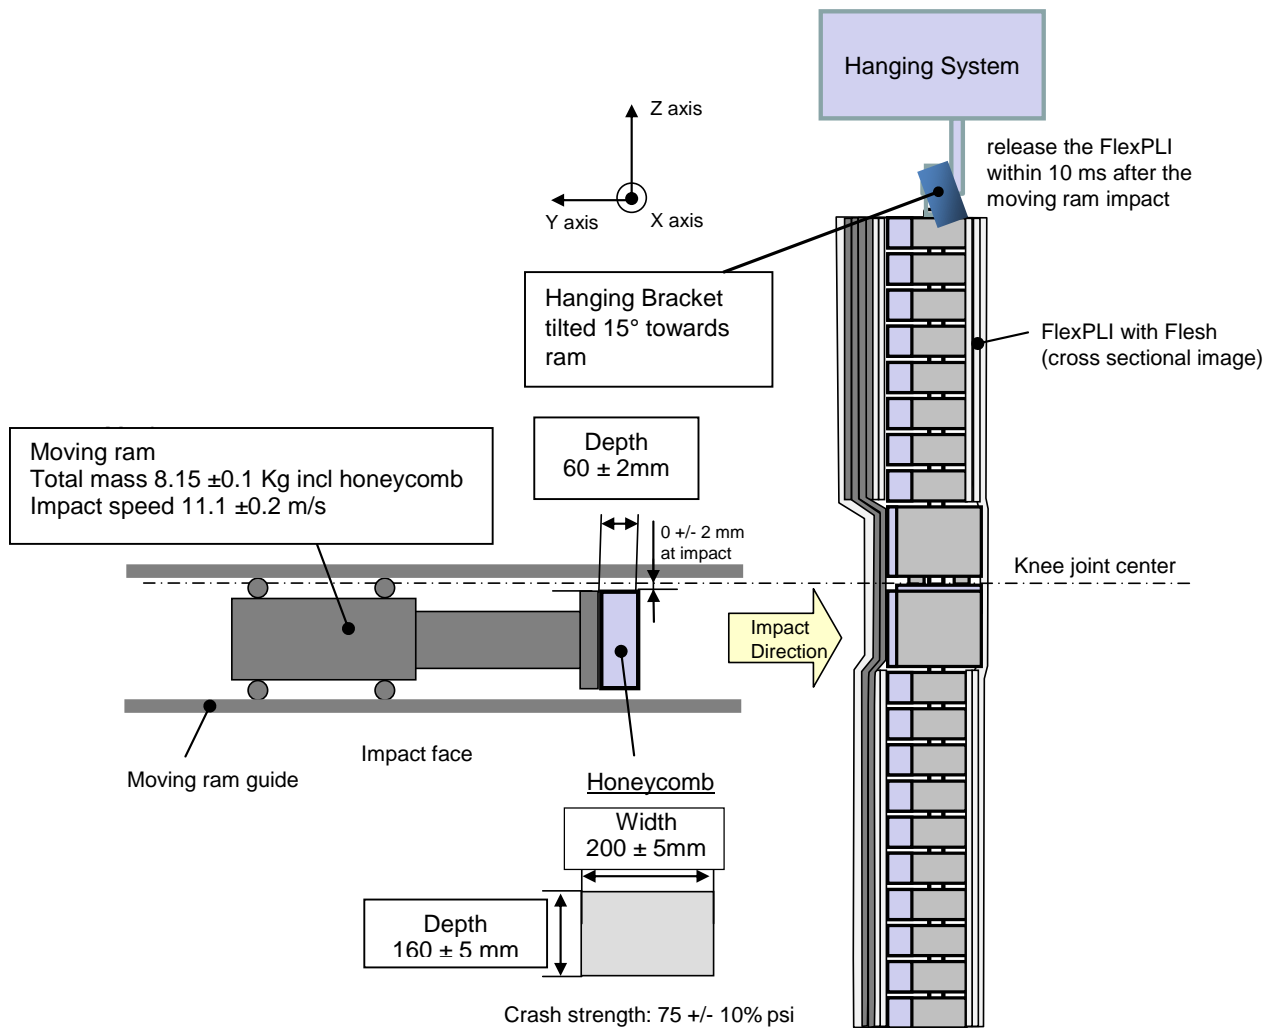 Hanging System
Z axis
Y axis
X axis
release the FlexPLI
within 10 ms after the
moving ram impact
Hanging Bracket
tilted 15° towards
ram
FlexPLI with Flesh
(cross sectional image)
Moving ram
Total mass 8.15 ±0.1 Kg incl honeycomb
Impact speed 11.1 ±0.2 m/s
Depth
60 ± 2mm
0 +/- 2 mm
at impact
Knee joint center
Impact
Direction
Impact face
Moving ram guide
Honeycomb
Width
200 ± 5mm
Depth
160 ± 5 mm
Crash strength: 75 +/- 10% psi